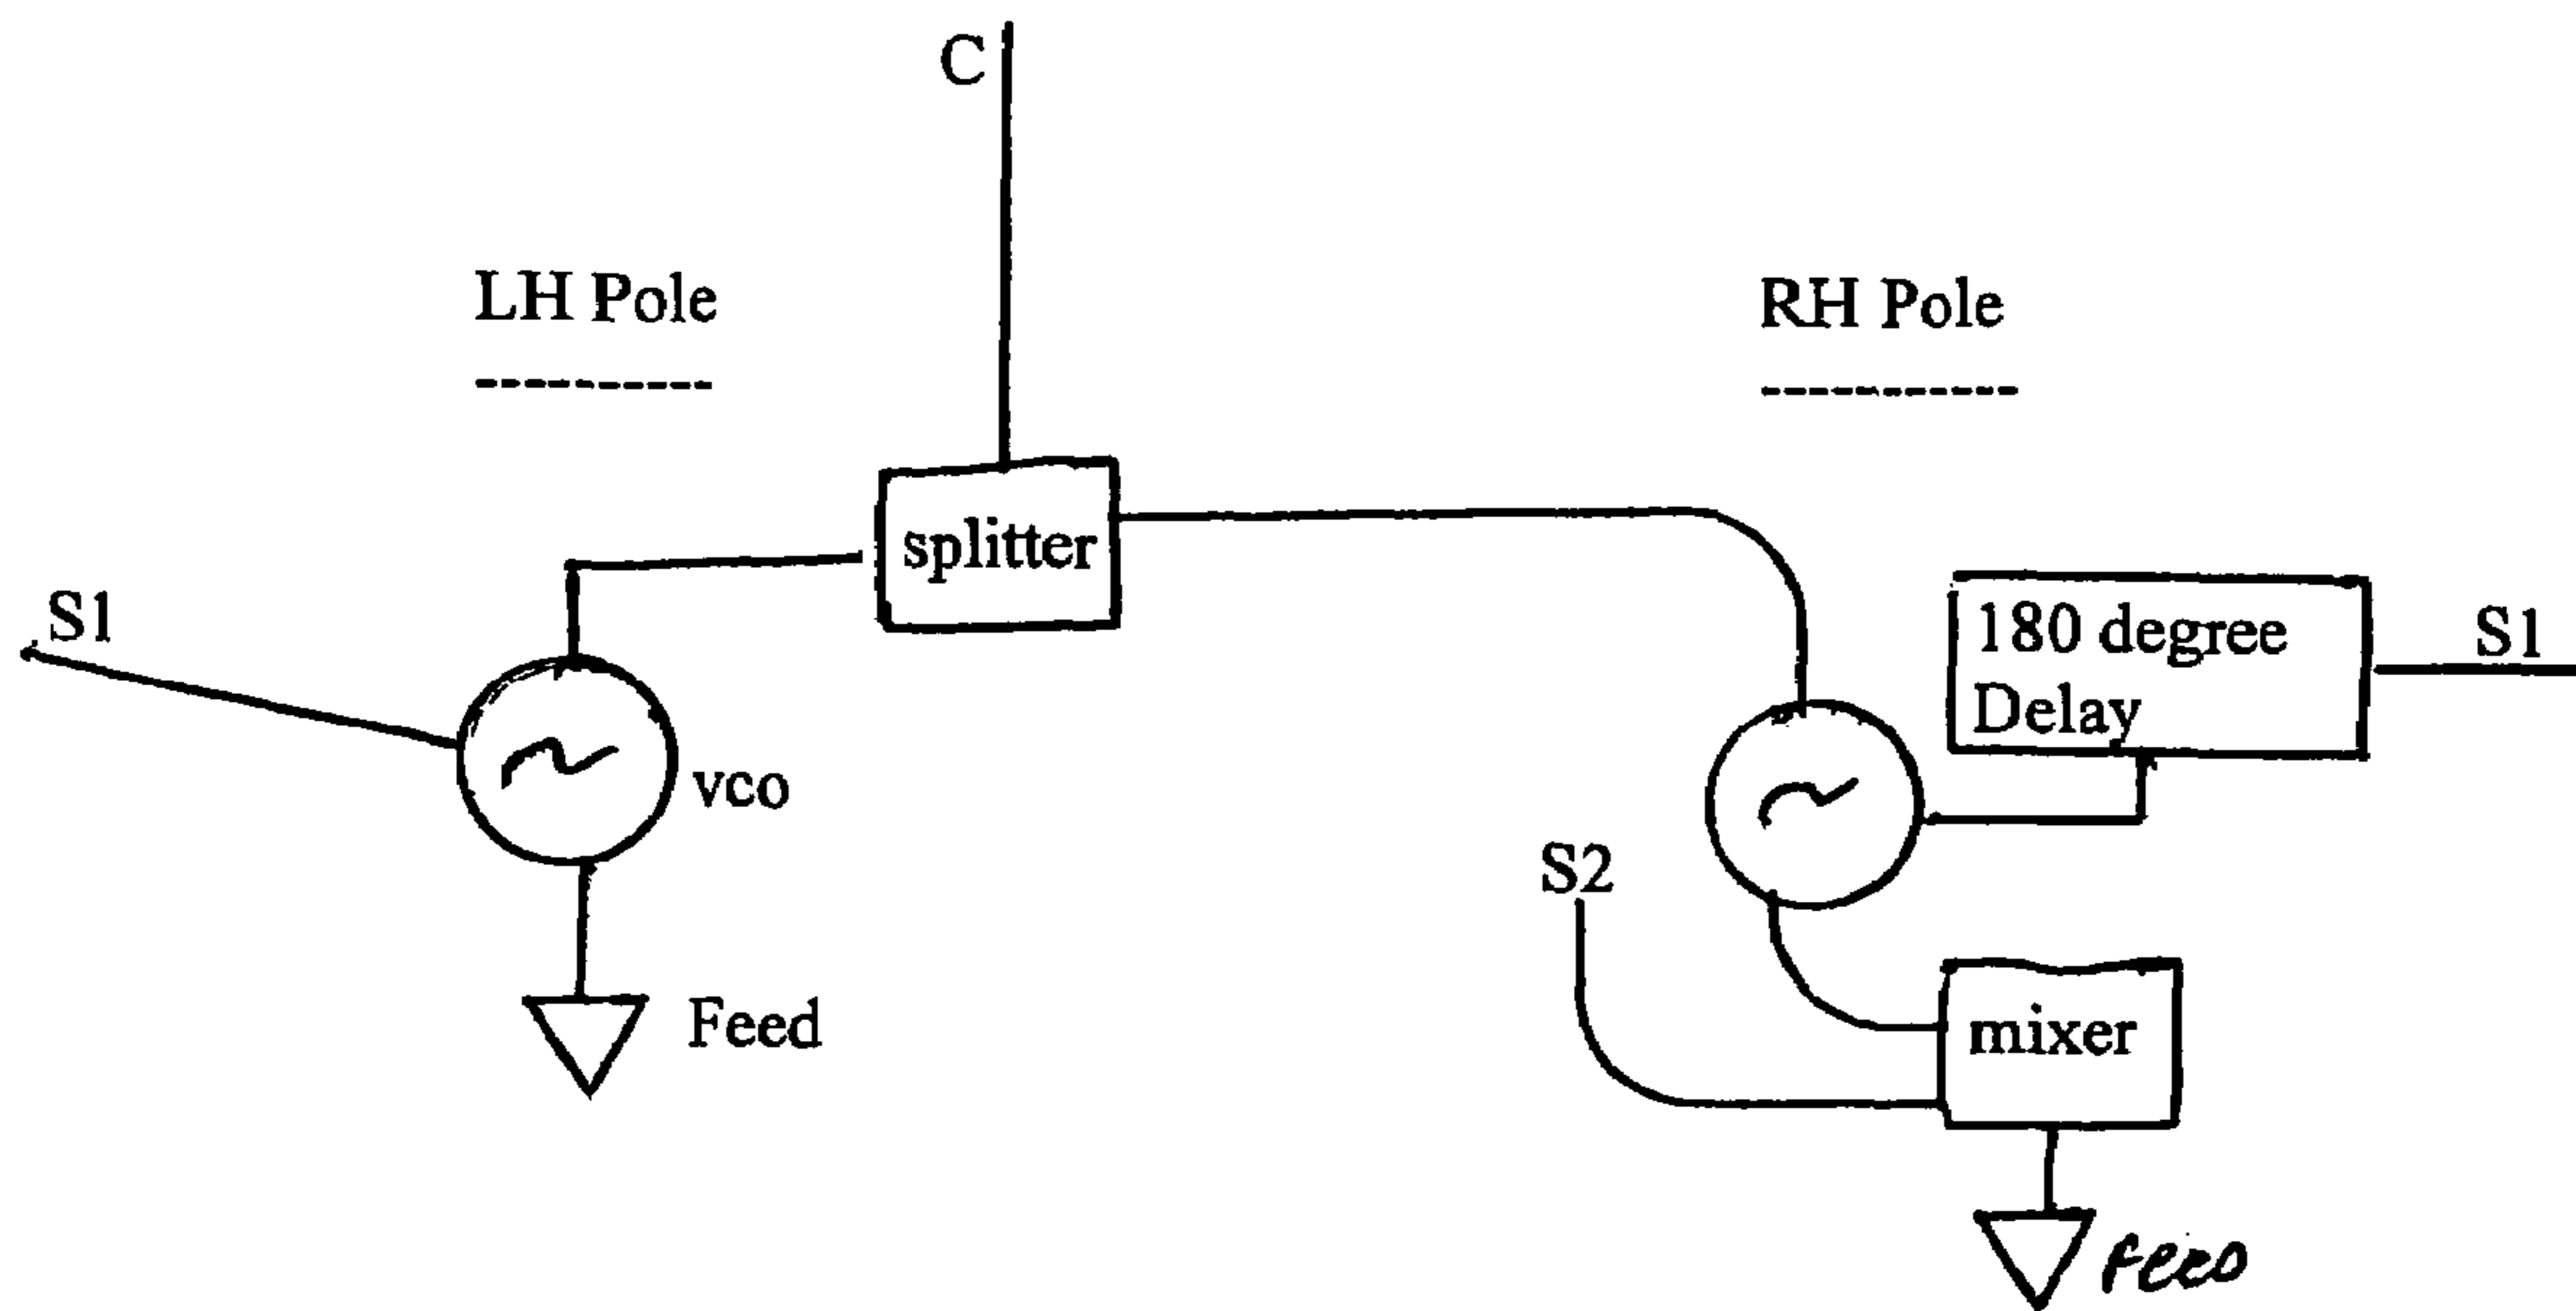 C
LH Pole
-----------
RH Pole
------------
splitter
S1
180 degree
Delay
S1
vco
S2
Feed
mixer
Feed